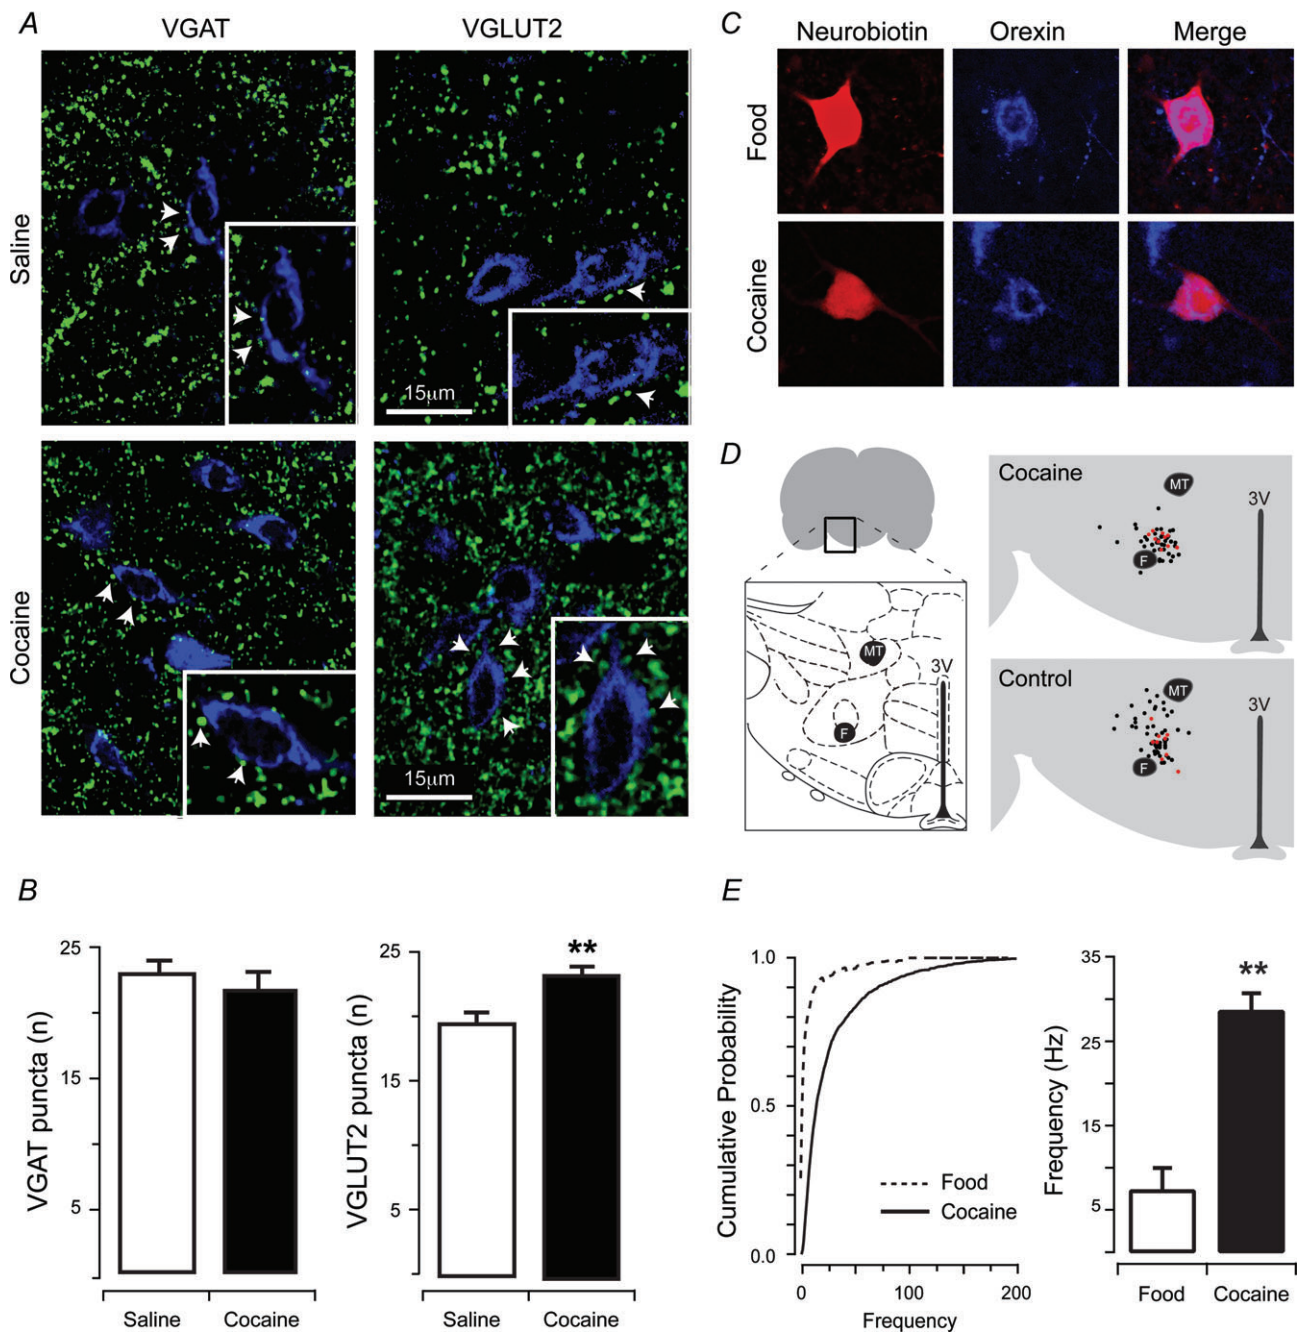 A
VGAT
VGLUT2
Saline
15μm
Cocaine
15μm
B
VGAT puncta (n)
25
15
5
Saline
Cocaine
VGLUT2 puncta (n)
25
15
5
**
Saline
Cocaine
C
Neurobiotin
Orexin
Merge
Food
Cocaine
D
MT
3V
F
Cocaine
MT
3V
F
Control
MT
3V
F
E
Cumulative Probability
1.0
0.5
0.0
Food
Cocaine
0
100
200
Frequency
Frequency (Hz)
35
25
15
5
**
Food
Cocaine